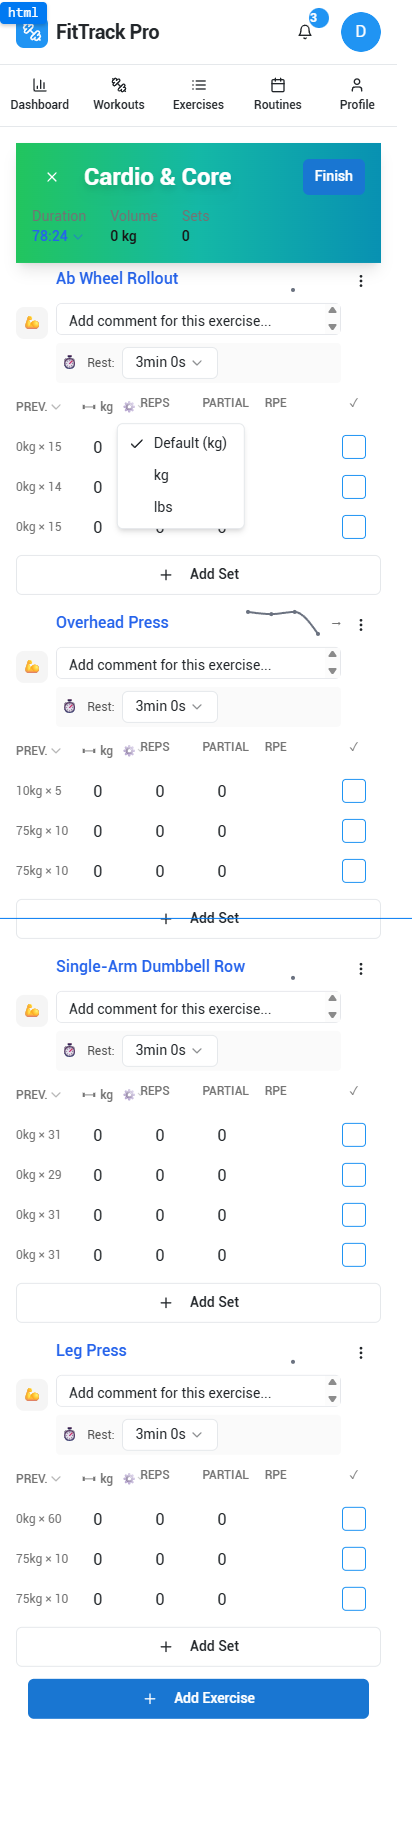 html
FitTrack Pro
3
D
Dashboard Workouts Exercises Routines Profile
Cardio & Core
Finish
Duration Volume Sets
78:24 0 kg 0
Ab Wheel Rollout
Add comment for this exercise...
Rest: 3min 0s
PREV. kg REPS PARTIAL RPE ✓
0kg × 15 0
0kg × 14 0
0kg × 15 0
Default (kg)
kg
lbs
Add Set
Overhead Press →
Add comment for this exercise...
Rest: 3min 0s
PREV. kg REPS PARTIAL RPE ✓
10kg × 5 0 0 0
75kg × 10 0 0 0
75kg × 10 0 0 0
Add Set
Single-Arm Dumbbell Row
Add comment for this exercise...
Rest: 3min 0s
PREV. kg REPS PARTIAL RPE ✓
0kg × 31 0 0 0
0kg × 29 0 0 0
0kg × 31 0 0 0
0kg × 31 0 0 0
Add Set
Leg Press
Add comment for this exercise...
Rest: 3min 0s
PREV. kg REPS PARTIAL RPE ✓
0kg × 60 0 0 0
75kg × 10 0 0 0
75kg × 10 0 0 0
Add Set
Add Exercise